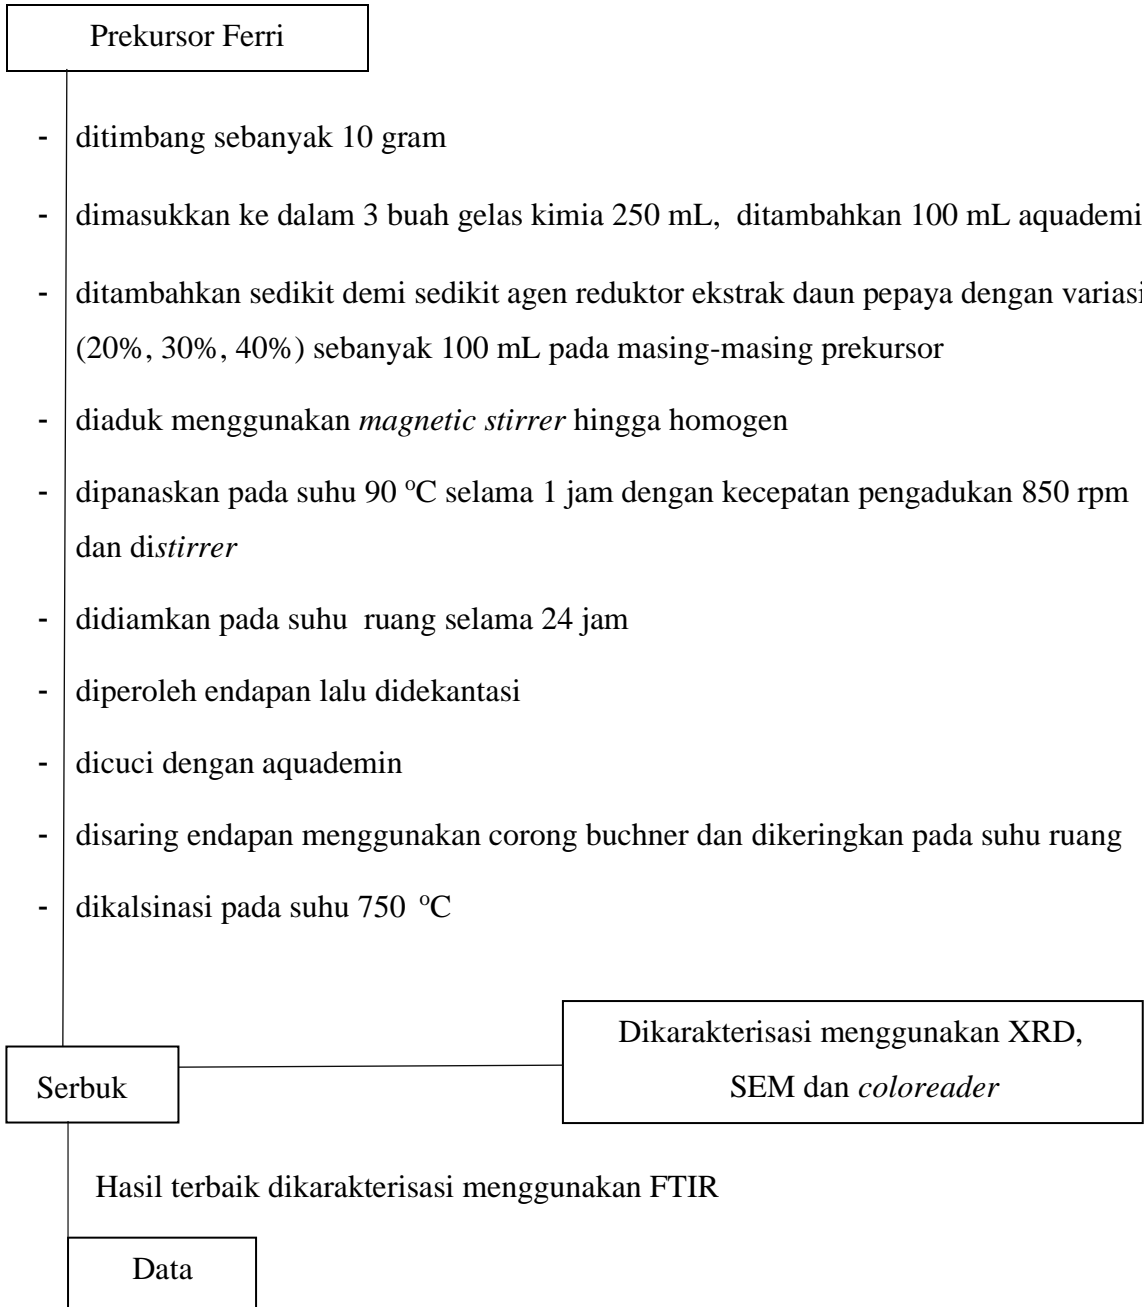 Prekursor Ferri
- ditimbang sebanyak 10 gram
- dimasukkan ke dalam 3 buah gelas kimia 250 mL, ditambahkan 100 mL aquademi
- ditambahkan sedikit demi sedikit agen reduktor ekstrak daun pepaya dengan variasi
(20%, 30%, 40%) sebanyak 100 mL pada masing-masing prekursor
- diaduk menggunakan magnetic stirrer hingga homogen
- dipanaskan pada suhu 90 °C selama 1 jam dengan kecepatan pengadukan 850 rpm
dan distirrer
- didiamkan pada suhu ruang selama 24 jam
- diperoleh endapan lalu didekantasi
- dicuci dengan aquademin
- disaring endapan menggunakan corong buchner dan dikeringkan pada suhu ruang
- dikalsinasi pada suhu 750 °C
Dikarakterisasi menggunakan XRD,
SEM dan coloreader
Serbuk
Hasil terbaik dikarakterisasi menggunakan FTIR
Data